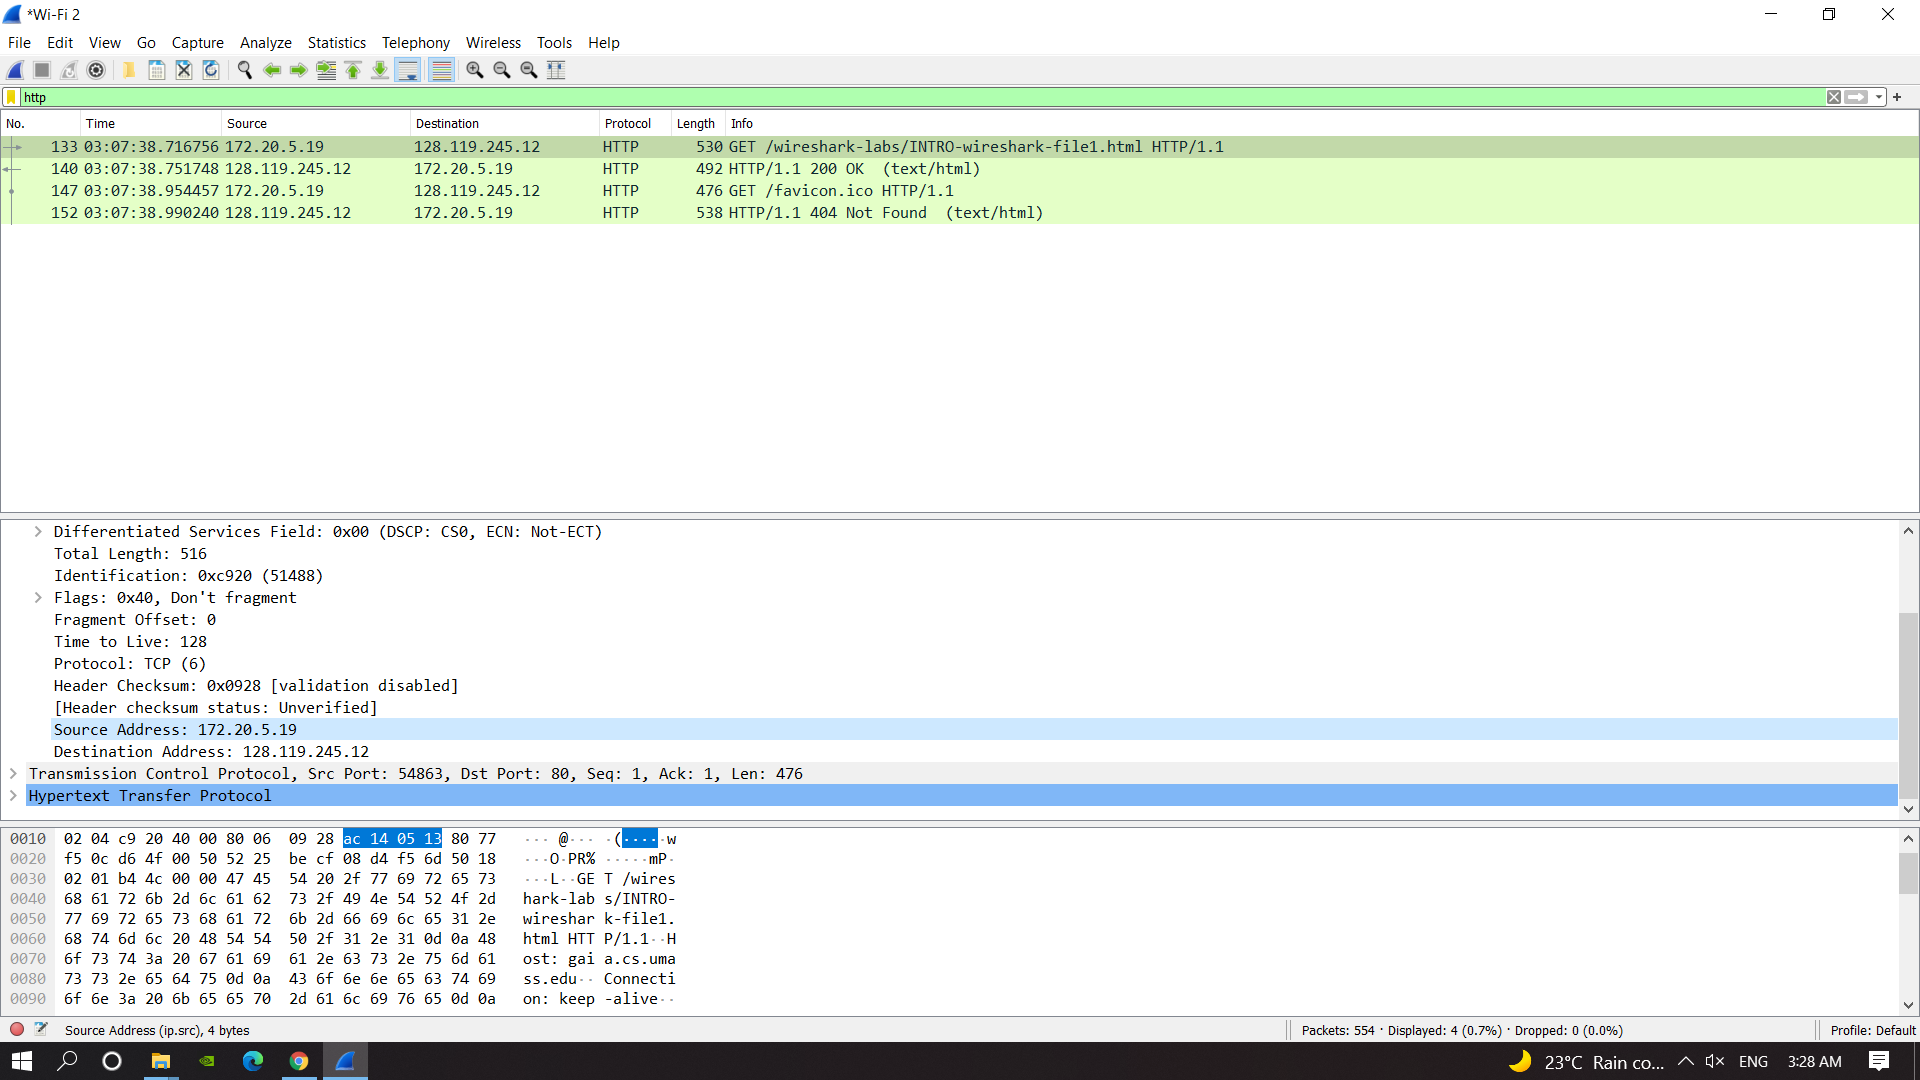 *Wi-Fi 2
File Edit View Go Capture Analyze Statistics Telephony Wireless Tools Help
http
No. Time Source Destination Protocol Length Info
133 03:07:38.716756 172.20.5.19 128.119.245.12 HTTP 530 GET /wireshark-labs/INTRO-wireshark-file1.html HTTP/1.1
140 03:07:38.751748 128.119.245.12 172.20.5.19 HTTP 492 HTTP/1.1 200 OK (text/html)
147 03:07:38.954457 172.20.5.19 128.119.245.12 HTTP 476 GET /favicon.ico HTTP/1.1
152 03:07:38.990240 128.119.245.12 172.20.5.19 HTTP 538 HTTP/1.1 404 Not Found (text/html)
Differentiated Services Field: 0x00 (DSCP: CS0, ECN: Not-ECT)
Total Length: 516
Identification: 0xc920 (51488)
Flags: 0x40, Don't fragment
Fragment Offset: 0
Time to Live: 128
Protocol: TCP (6)
Header Checksum: 0x0928 [validation disabled]
[Header checksum status: Unverified]
Source Address: 172.20.5.19
Destination Address: 128.119.245.12
Transmission Control Protocol, Src Port: 54863, Dst Port: 80, Seq: 1, Ack: 1, Len: 476
Hypertext Transfer Protocol
0010 02 04 c9 20 40 00 80 06 09 28 ac 14 05 13 80 77 ··· @··· ·(·····w
0020 f5 0c d6 4f 00 50 52 25 be cf 08 d4 f5 6d 50 18 ···O·PR% ·····mP·
0030 02 01 b4 4c 00 00 47 45 54 20 2f 77 69 72 65 73 ···L··GE T /wires
0040 68 61 72 6b 2d 6c 61 62 73 2f 49 4e 54 52 4f 2d hark-lab s/INTRO-
0050 77 69 72 65 73 68 61 72 6b 2d 66 69 6c 65 31 2e wireshar k-file1.
0060 68 74 6d 6c 20 48 54 54 50 2f 31 2e 31 0d 0a 48 html HTT P/1.1··H
0070 6f 73 74 3a 20 67 61 69 61 2e 63 73 2e 75 6d 61 ost: gai a.cs.uma
0080 73 73 2e 65 64 75 0d 0a 43 6f 6e 6e 65 63 74 69 ss.edu·· Connecti
0090 6f 6e 3a 20 6b 65 65 70 2d 61 6c 69 76 65 0d 0a on: keep -alive··
Source Address (ip.src), 4 bytes Packets: 554 · Displayed: 4 (0.7%) · Dropped: 0 (0.0%) Profile: Default
23°C Rain co... ENG 3:28 AM